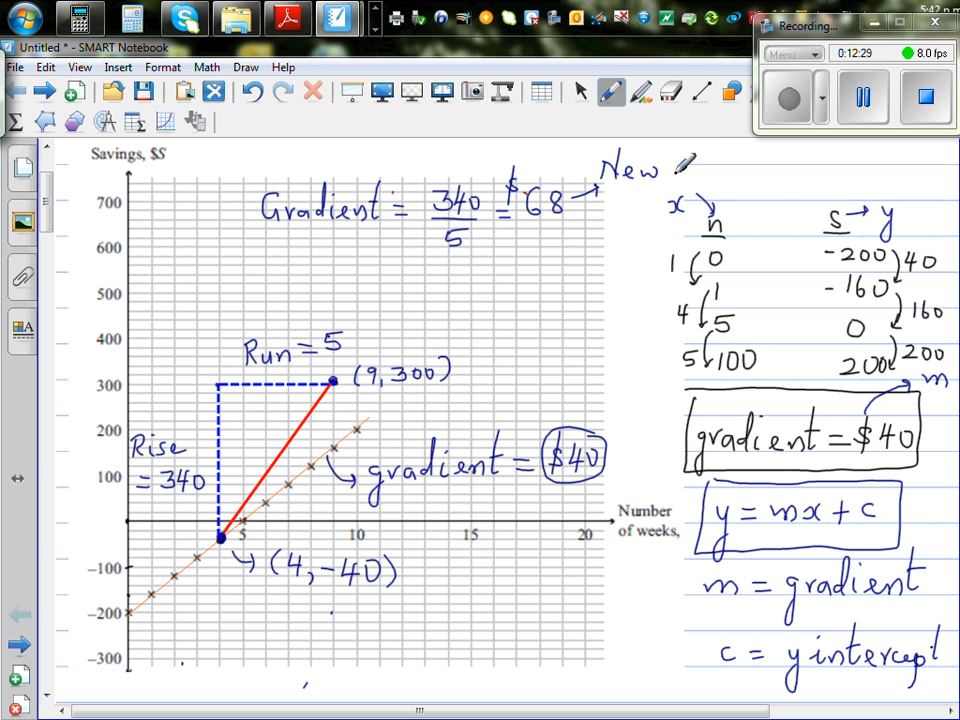 5:42 p.m.
Recording...
Untitled * - SMART Notebook
Menu
0:12:29
8.0 fps
File Edit View Insert Format Math Draw Help
Savings, $S
Gradient = 340/5 = $68 → New
x
n
S → y
700
600
500
400
300
200
100
-100
-200
-300
5
10
15
20
Number
of weeks,
Run = 5
(9, 300)
Rise
= 340
gradient = $40
(4, -40)
0
1
5
100
1
4
5
-200
-160
0
200
40
160
200
m
gradient = $40
y = mx + c
m = gradient
c = y intercept